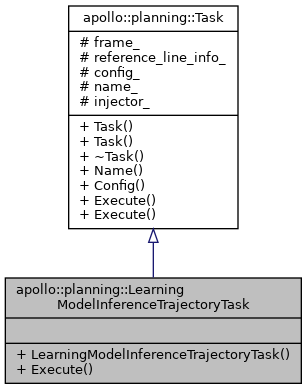 apollo::planning::Task
# frame_
# reference_line_info_
# config_
# name_
# injector_
+ Task()
+ Task()
+ ~Task()
+ Name()
+ Config()
+ Execute()
+ Execute()
apollo::planning::Learning
ModelInferenceTrajectoryTask
+ LearningModelInferenceTrajectoryTask()
+ Execute()